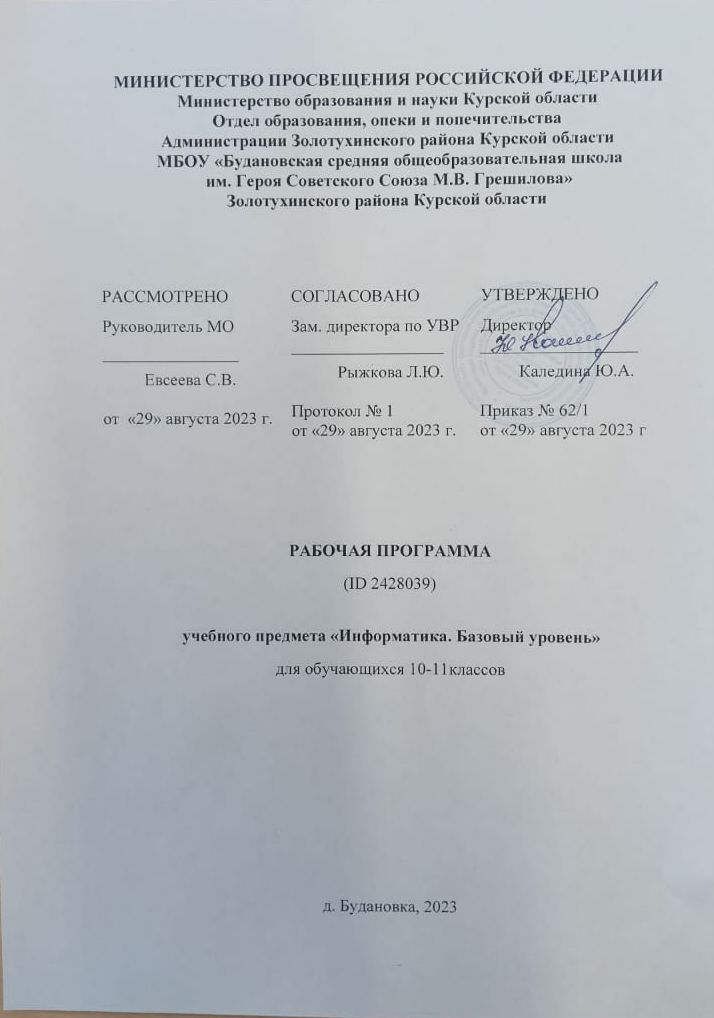 МИНИСТЕРСТВО ПРОСВЕЩЕНИЯ РОССИЙСКОЙ ФЕДЕРАЦИИ
Министерство образования и науки Курской области
Отдел образования, опеки и попечительства
Администрации Золотухинского района Курской области
МБОУ «Будановская средняя общеобразовательная школа
им. Героя Советского Союза М.В. Грешилова»
Золотухинского района Курской области
РАССМОТРЕНО
Руководитель МО
Евсеева С.В.
от «29» августа 2023 г.
СОГЛАСОВАНО
Зам. директора по УВР
Рыжкова Л.Ю.
Протокол № 1
от «29» августа 2023 г.
УТВЕРЖДЕНО
Директор
Каледина Ю.А.
Приказ № 62/1
от «29» августа 2023 г
РАБОЧАЯ ПРОГРАММА
(ID 2428039)
учебного предмета «Информатика. Базовый уровень»
для обучающихся 10-11классов
д. Будановка, 2023